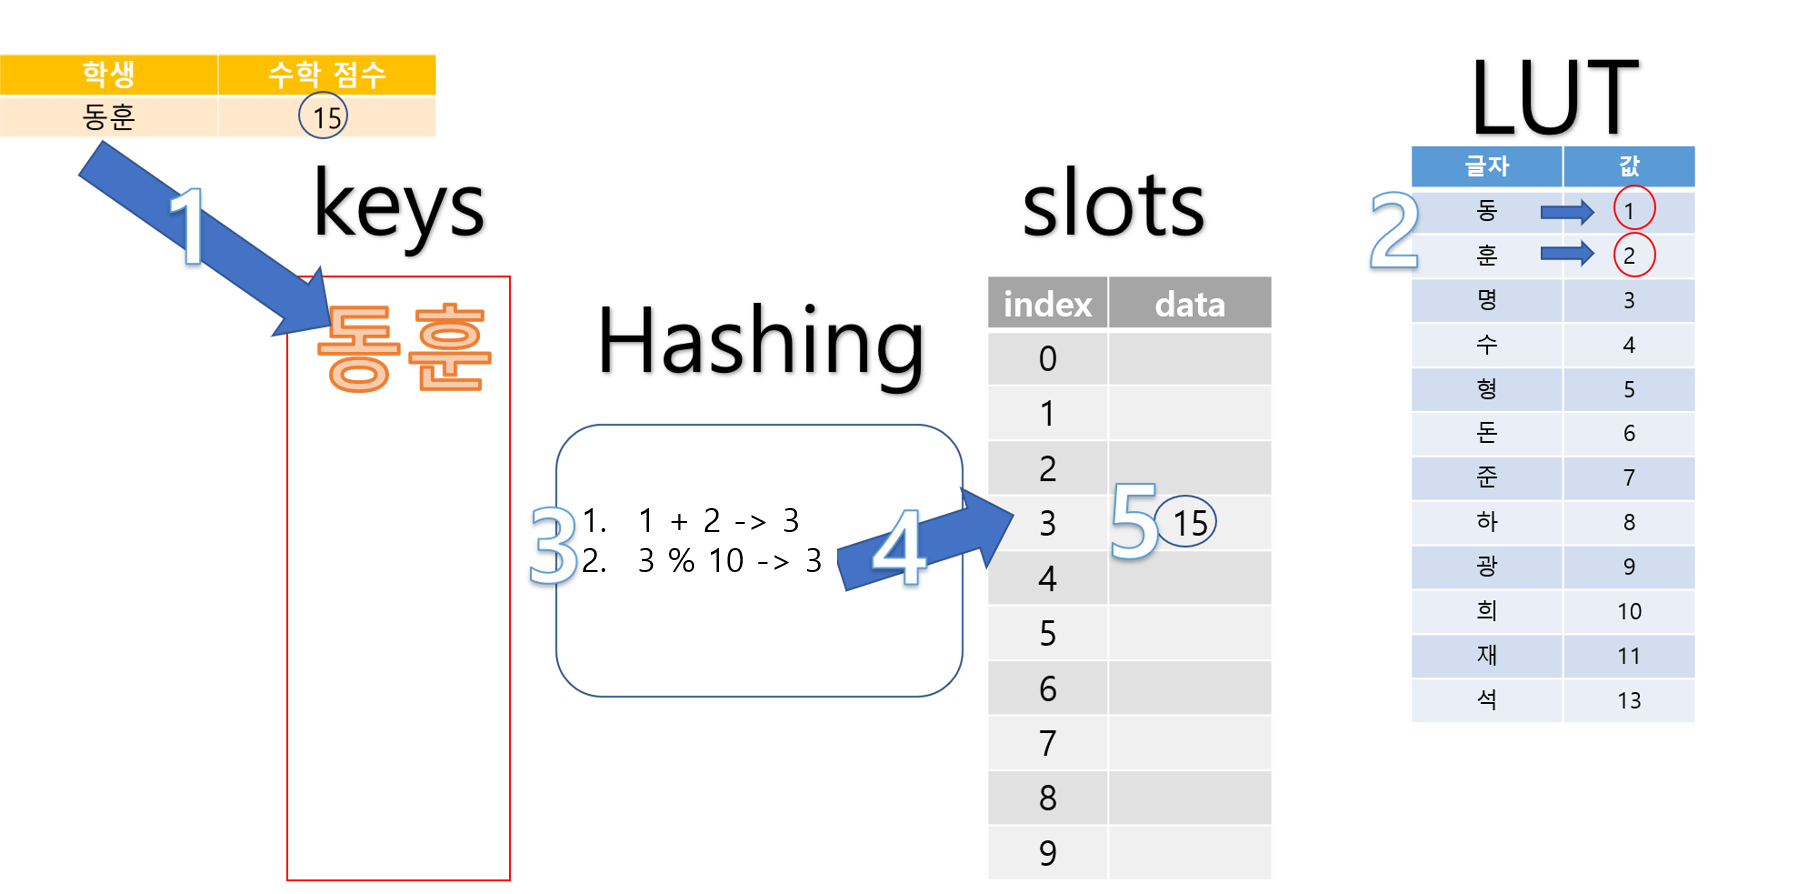 학생 수학 점수
동훈 15
1
keys
동훈
Hashing
3
1. 1 + 2 -> 3
2. 3 % 10 -> 3
4
slots
index data
0
1
2
3 15
5
4
5
6
7
8
9
LUT
글자 값
2
동 1
훈 2
명 3
수 4
형 5
돈 6
준 7
하 8
광 9
희 10
재 11
석 13